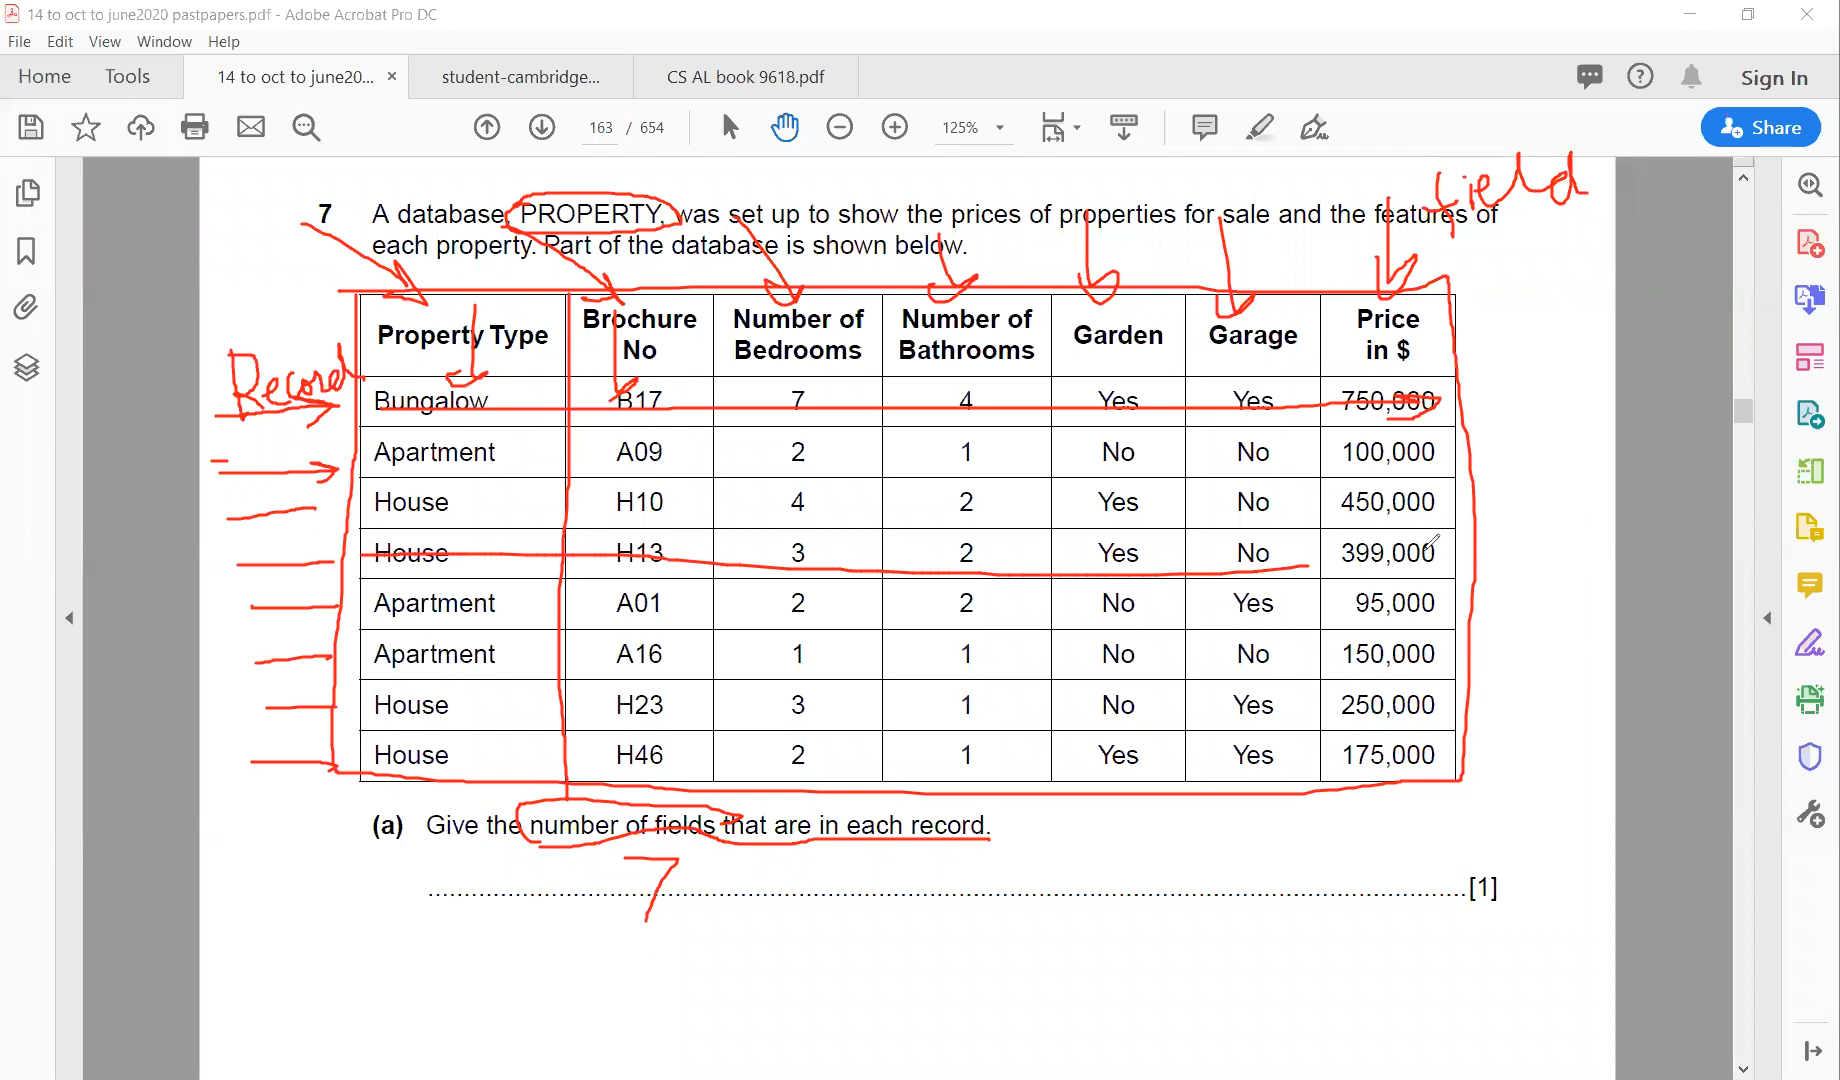 14 to oct to june2020 pastpapers.pdf - Adobe Acrobat Pro DC
File Edit View Window Help
Home Tools 14 to oct to june20... × student-cambridge... CS AL book 9618.pdf Sign In
163 / 654 125% Share
field
7 A database, PROPERTY, was set up to show the prices of properties for sale and the features of
each property. Part of the database is shown below.
Property Type Brochure No Number of Bedrooms Number of Bathrooms Garden Garage Price in $
Record
Bungalow B17 7 4 Yes Yes 750,000
Apartment A09 2 1 No No 100,000
House H10 4 2 Yes No 450,000
House H13 3 2 Yes No 399,000
Apartment A01 2 2 No Yes 95,000
Apartment A16 1 1 No No 150,000
House H23 3 1 No Yes 250,000
House H46 2 1 Yes Yes 175,000
(a) Give the number of fields that are in each record.
7
[1]